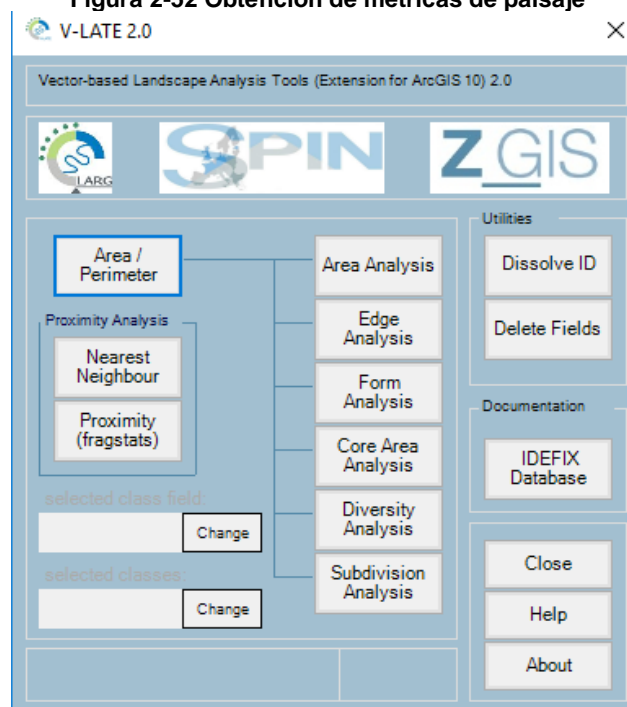 Figura 2-32 Obtención de métricas de paisaje
V-LATE 2.0
Vector-based Landscape Analysis Tools (Extension for ArcGIS 10) 2.0
LARG
SPIN
Z_GIS
Area /
Perimeter
Proximity Analysis
Nearest
Neighbour
Proximity
(fragstats)
selected class field:
Change
selected classes:
Change
Area Analysis
Edge
Analysis
Form
Analysis
Core Area
Analysis
Diversity
Analysis
Subdivision
Analysis
Utilities
Dissolve ID
Delete Fields
Documentation
IDEFIX
Database
Close
Help
About